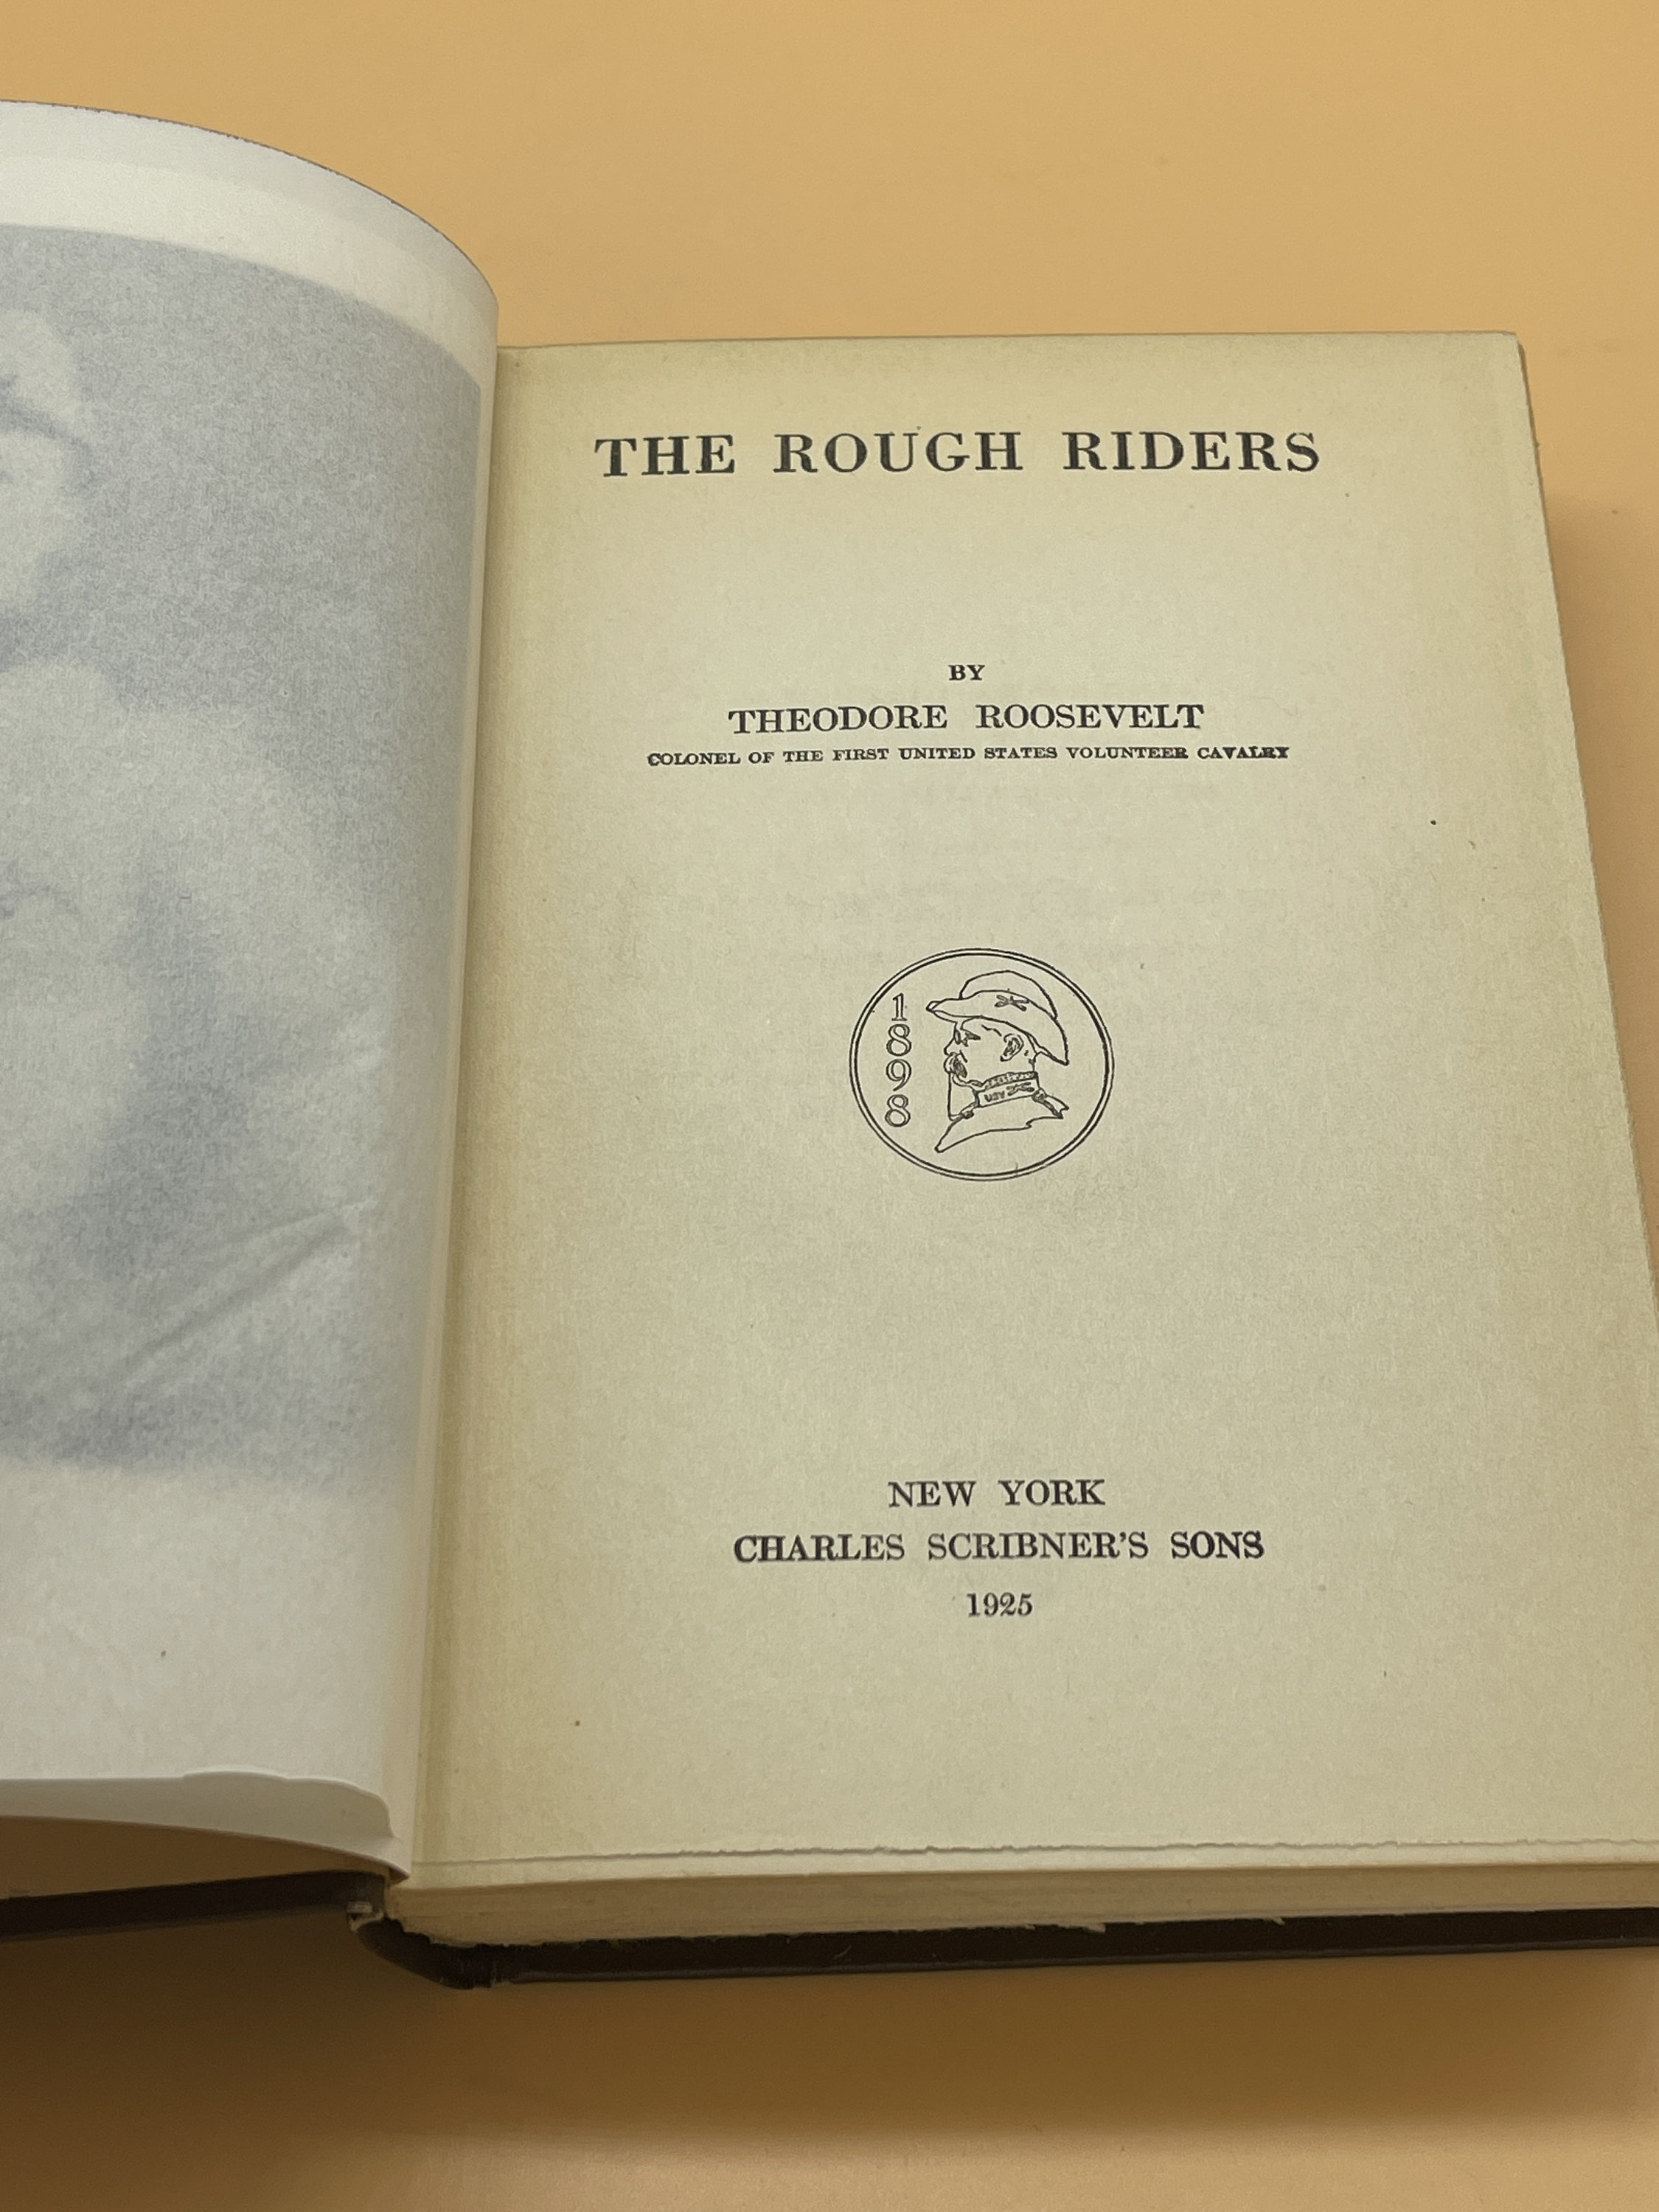 THE ROUGH RIDERS
BY
THEODORE ROOSEVELT
COLONEL OF THE FIRST UNITED STATES VOLUNTEER CAVALRY
1898
USV
NEW YORK
CHARLES SCRIBNER'S SONS
1925